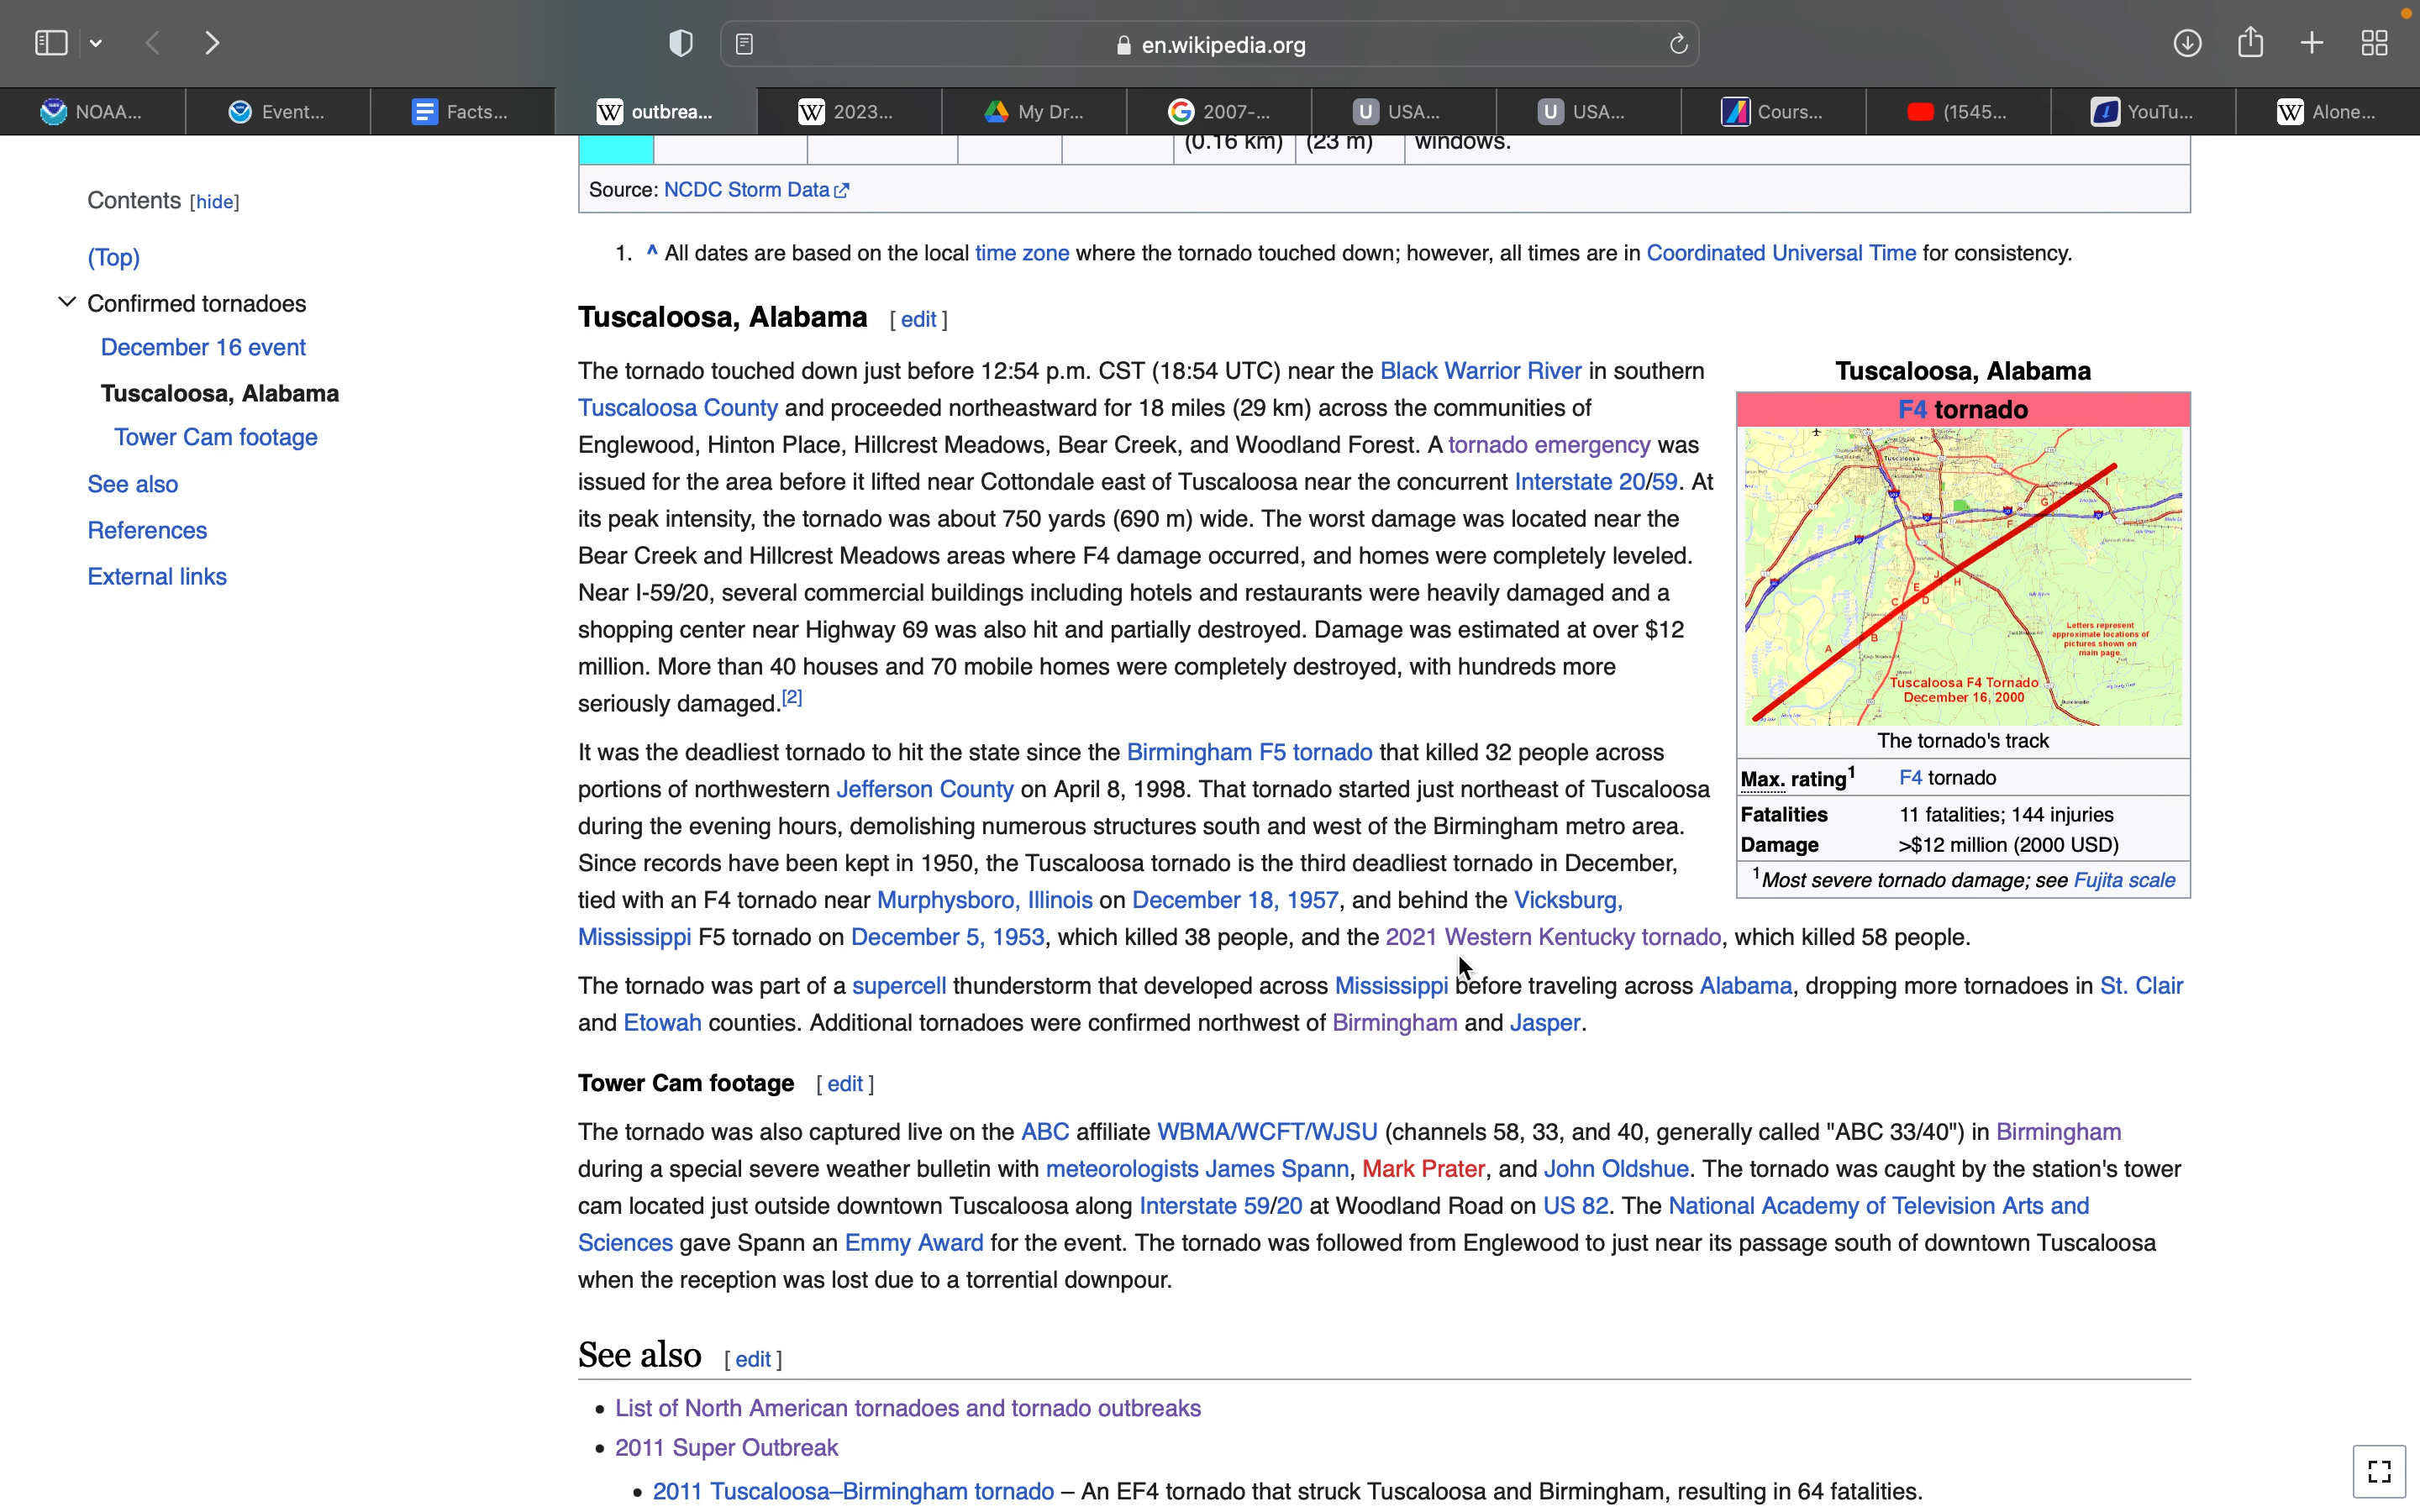 en.wikipedia.org
NOAA...
Event...
Facts...
outbrea...
2023...
My Dr...
2007-...
USA...
USA...
Cours...
(1545...
YouTu...
Alone...
(0.16 km) (23 m) windows.
Source: NCDC Storm Data
Contents [hide]
(Top)
Confirmed tornadoes
December 16 event
Tuscaloosa, Alabama
Tower Cam footage
See also
References
External links
1. ^ All dates are based on the local time zone where the tornado touched down; however, all times are in Coordinated Universal Time for consistency.
Tuscaloosa, Alabama [ edit ]
The tornado touched down just before 12:54 p.m. CST (18:54 UTC) near the Black Warrior River in southern
Tuscaloosa County and proceeded northeastward for 18 miles (29 km) across the communities of
Englewood, Hinton Place, Hillcrest Meadows, Bear Creek, and Woodland Forest. A tornado emergency was
issued for the area before it lifted near Cottondale east of Tuscaloosa near the concurrent Interstate 20/59. At
its peak intensity, the tornado was about 750 yards (690 m) wide. The worst damage was located near the
Bear Creek and Hillcrest Meadows areas where F4 damage occurred, and homes were completely leveled.
Near I-59/20, several commercial buildings including hotels and restaurants were heavily damaged and a
shopping center near Highway 69 was also hit and partially destroyed. Damage was estimated at over $12
million. More than 40 houses and 70 mobile homes were completely destroyed, with hundreds more
seriously damaged.[2]
Tuscaloosa, Alabama
F4 tornado
Tuscaloosa
A
B
C
D
E
F
G
H
I
J
Letters represent
approximate locations of
pictures shown on
main page.
Tuscaloosa F4 Tornado
December 16, 2000
The tornado's track
Max. rating1 F4 tornado
Fatalities 11 fatalities; 144 injuries
Damage >$12 million (2000 USD)
1Most severe tornado damage; see Fujita scale
It was the deadliest tornado to hit the state since the Birmingham F5 tornado that killed 32 people across
portions of northwestern Jefferson County on April 8, 1998. That tornado started just northeast of Tuscaloosa
during the evening hours, demolishing numerous structures south and west of the Birmingham metro area.
Since records have been kept in 1950, the Tuscaloosa tornado is the third deadliest tornado in December,
tied with an F4 tornado near Murphysboro, Illinois on December 18, 1957, and behind the Vicksburg,
Mississippi F5 tornado on December 5, 1953, which killed 38 people, and the 2021 Western Kentucky tornado, which killed 58 people.
The tornado was part of a supercell thunderstorm that developed across Mississippi before traveling across Alabama, dropping more tornadoes in St. Clair
and Etowah counties. Additional tornadoes were confirmed northwest of Birmingham and Jasper.
Tower Cam footage [ edit ]
The tornado was also captured live on the ABC affiliate WBMA/WCFT/WJSU (channels 58, 33, and 40, generally called "ABC 33/40") in Birmingham
during a special severe weather bulletin with meteorologists James Spann, Mark Prater, and John Oldshue. The tornado was caught by the station's tower
cam located just outside downtown Tuscaloosa along Interstate 59/20 at Woodland Road on US 82. The National Academy of Television Arts and
Sciences gave Spann an Emmy Award for the event. The tornado was followed from Englewood to just near its passage south of downtown Tuscaloosa
when the reception was lost due to a torrential downpour.
See also [ edit ]
• List of North American tornadoes and tornado outbreaks
• 2011 Super Outbreak
• 2011 Tuscaloosa–Birmingham tornado – An EF4 tornado that struck Tuscaloosa and Birmingham, resulting in 64 fatalities.